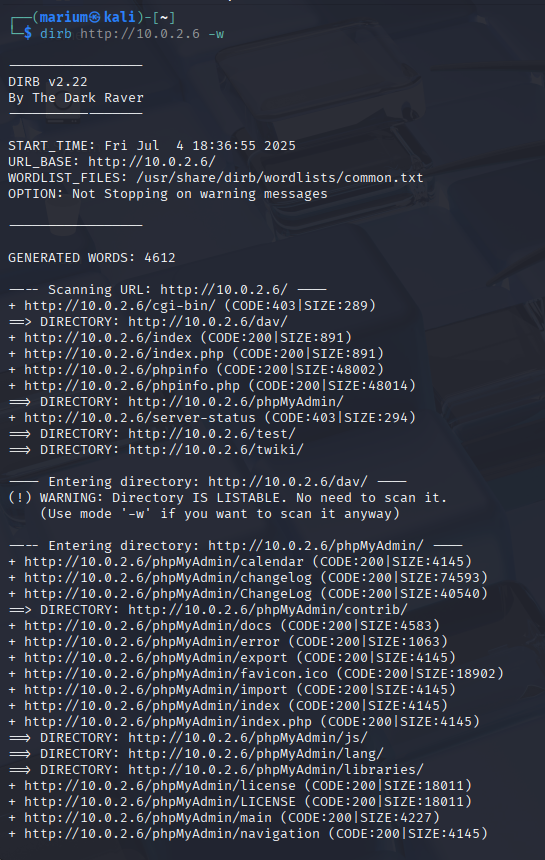 ┌──(marium㉿kali)-[~]
└─$ dirb http://10.0.2.6 -w
-----------------
DIRB v2.22
By The Dark Raver
-----------------
START_TIME: Fri Jul  4 18:36:55 2025
URL_BASE: http://10.0.2.6/
WORDLIST_FILES: /usr/share/dirb/wordlists/common.txt
OPTION: Not Stopping on warning messages
-----------------
GENERATED WORDS: 4612
---- Scanning URL: http://10.0.2.6/ ----
+ http://10.0.2.6/cgi-bin/ (CODE:403|SIZE:289)
==> DIRECTORY: http://10.0.2.6/dav/
+ http://10.0.2.6/index (CODE:200|SIZE:891)
+ http://10.0.2.6/index.php (CODE:200|SIZE:891)
+ http://10.0.2.6/phpinfo (CODE:200|SIZE:48002)
+ http://10.0.2.6/phpinfo.php (CODE:200|SIZE:48014)
==> DIRECTORY: http://10.0.2.6/phpMyAdmin/
+ http://10.0.2.6/server-status (CODE:403|SIZE:294)
==> DIRECTORY: http://10.0.2.6/test/
==> DIRECTORY: http://10.0.2.6/twiki/
---- Entering directory: http://10.0.2.6/dav/ ----
(!) WARNING: Directory IS LISTABLE. No need to scan it.
    (Use mode '-w' if you want to scan it anyway)
---- Entering directory: http://10.0.2.6/phpMyAdmin/ ----
+ http://10.0.2.6/phpMyAdmin/calendar (CODE:200|SIZE:4145)
+ http://10.0.2.6/phpMyAdmin/changelog (CODE:200|SIZE:74593)
+ http://10.0.2.6/phpMyAdmin/ChangeLog (CODE:200|SIZE:40540)
==> DIRECTORY: http://10.0.2.6/phpMyAdmin/contrib/
+ http://10.0.2.6/phpMyAdmin/docs (CODE:200|SIZE:4583)
+ http://10.0.2.6/phpMyAdmin/error (CODE:200|SIZE:1063)
+ http://10.0.2.6/phpMyAdmin/export (CODE:200|SIZE:4145)
+ http://10.0.2.6/phpMyAdmin/favicon.ico (CODE:200|SIZE:18902)
+ http://10.0.2.6/phpMyAdmin/import (CODE:200|SIZE:4145)
+ http://10.0.2.6/phpMyAdmin/index (CODE:200|SIZE:4145)
+ http://10.0.2.6/phpMyAdmin/index.php (CODE:200|SIZE:4145)
==> DIRECTORY: http://10.0.2.6/phpMyAdmin/js/
==> DIRECTORY: http://10.0.2.6/phpMyAdmin/lang/
==> DIRECTORY: http://10.0.2.6/phpMyAdmin/libraries/
+ http://10.0.2.6/phpMyAdmin/license (CODE:200|SIZE:18011)
+ http://10.0.2.6/phpMyAdmin/LICENSE (CODE:200|SIZE:18011)
+ http://10.0.2.6/phpMyAdmin/main (CODE:200|SIZE:4227)
+ http://10.0.2.6/phpMyAdmin/navigation (CODE:200|SIZE:4145)